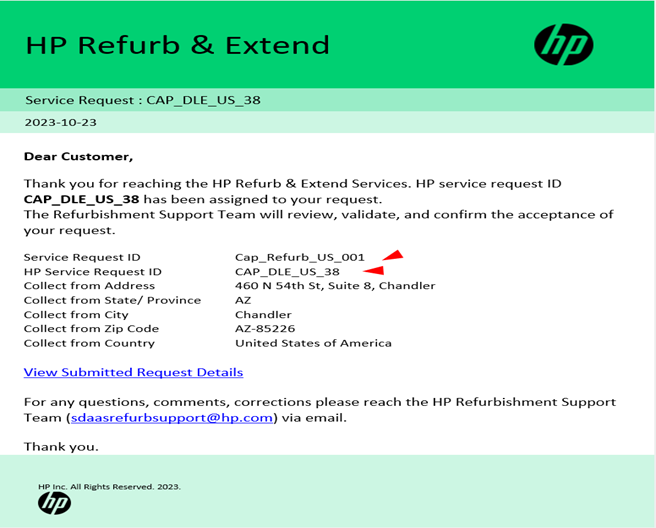 HP Refurb & Extend
hp
Service Request : CAP_DLE_US_38
2023-10-23
Dear Customer,
Thank you for reaching the HP Refurb & Extend Services. HP service request ID
CAP_DLE_US_38 has been assigned to your request.
The Refurbishment Support Team will review, validate, and confirm the acceptance of
your request.
Service Request ID Cap_Refurb_US_001
HP Service Request ID CAP_DLE_US_38
Collect from Address 460 N 54th St, Suite 8, Chandler
Collect from State/ Province AZ
Collect from City Chandler
Collect from Zip Code AZ-85226
Collect from Country United States of America
View Submitted Request Details
For any questions, comments, corrections please reach the HP Refurbishment Support
Team (sdaasrefurbsupport@hp.com) via email.
Thank you.
HP Inc. All Rights Reserved. 2023.
hp